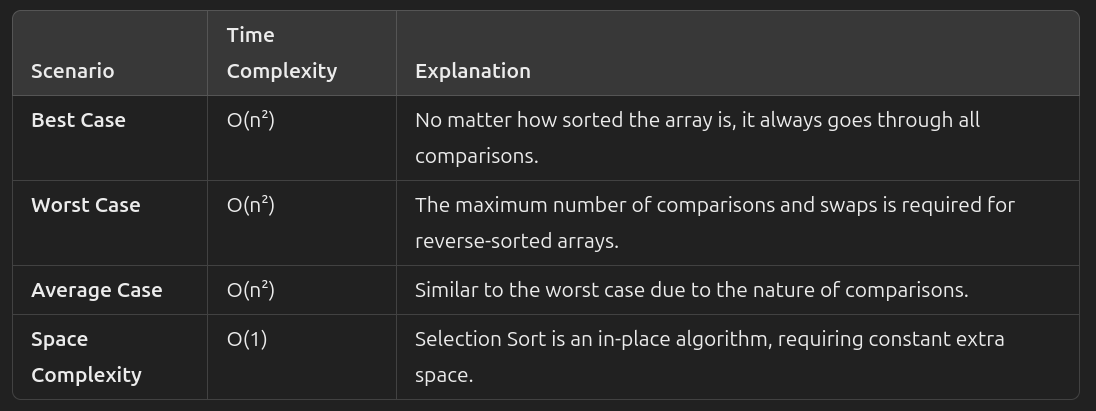 Scenario
Time
Complexity
Explanation
Best Case
O(n²)
No matter how sorted the array is, it always goes through all
comparisons.
Worst Case
O(n²)
The maximum number of comparisons and swaps is required for
reverse-sorted arrays.
Average Case
O(n²)
Similar to the worst case due to the nature of comparisons.
Space
Complexity
O(1)
Selection Sort is an in-place algorithm, requiring constant extra
space.